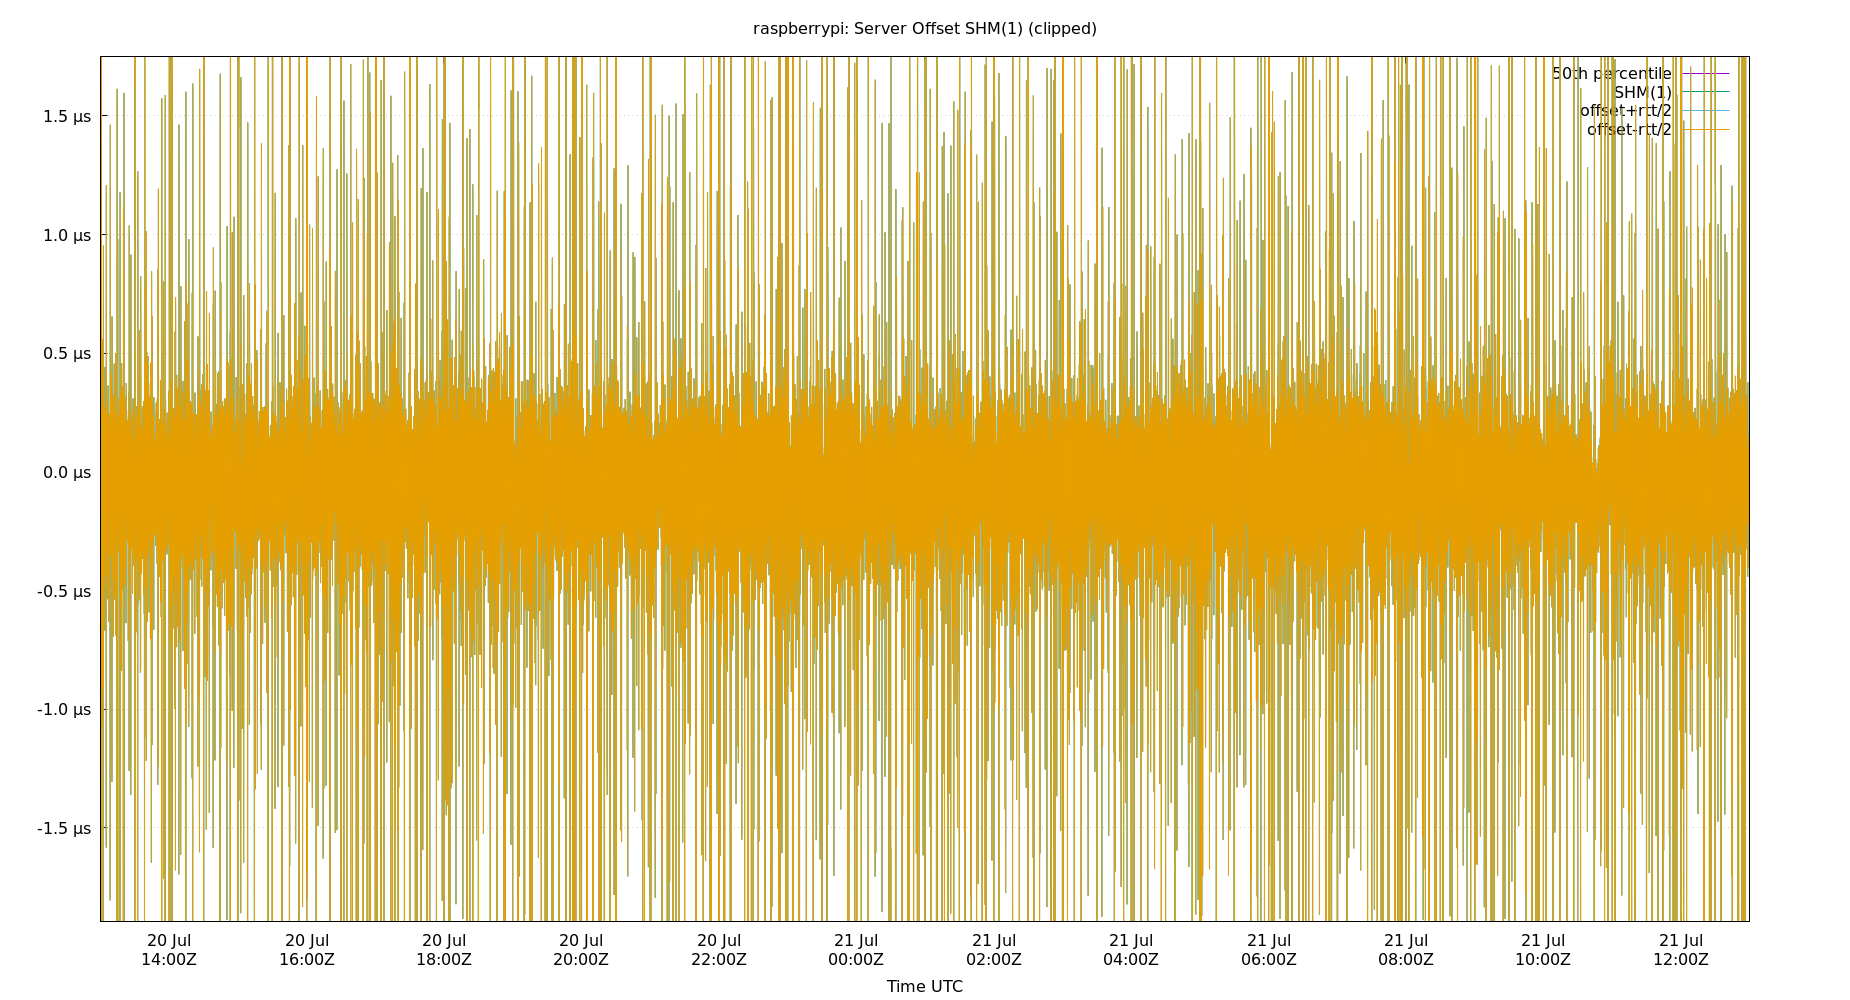 raspberrypi: Server Offset SHM(1) (clipped)
50th percentile
SHM(1)
offset+rtt/2
offset-rtt/2
1.5 µs
1.0 µs
0.5 µs
0.0 µs
-0.5 µs
-1.0 µs
-1.5 µs
20 Jul 20 Jul 20 Jul 20 Jul 20 Jul 21 Jul 21 Jul 21 Jul 21 Jul 21 Jul 21 Jul 21 Jul
14:00Z 16:00Z 18:00Z 20:00Z 22:00Z 00:00Z 02:00Z 04:00Z 06:00Z 08:00Z 10:00Z 12:00Z
Time UTC